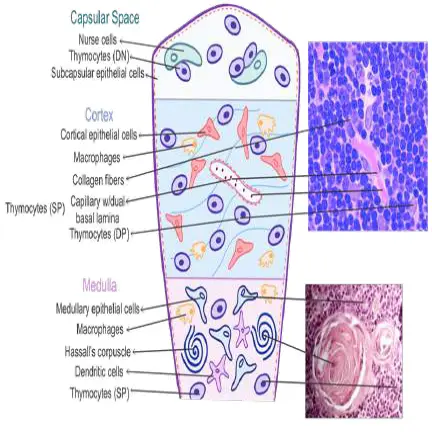 Capsular Space
Nurse cells
Thymocytes (DN)
Subcapsular epithelial cells
Cortex
Cortical epithelial cells
Macrophages
Collagen fibers
Thymocytes (SP)
Capillary w/dual
basal lamina
Thymocytes (DP)
Medulla
Medullary epithelial cells
Macrophages
Hassall's corpuscle
Dendritic cells
Thymocytes (SP)